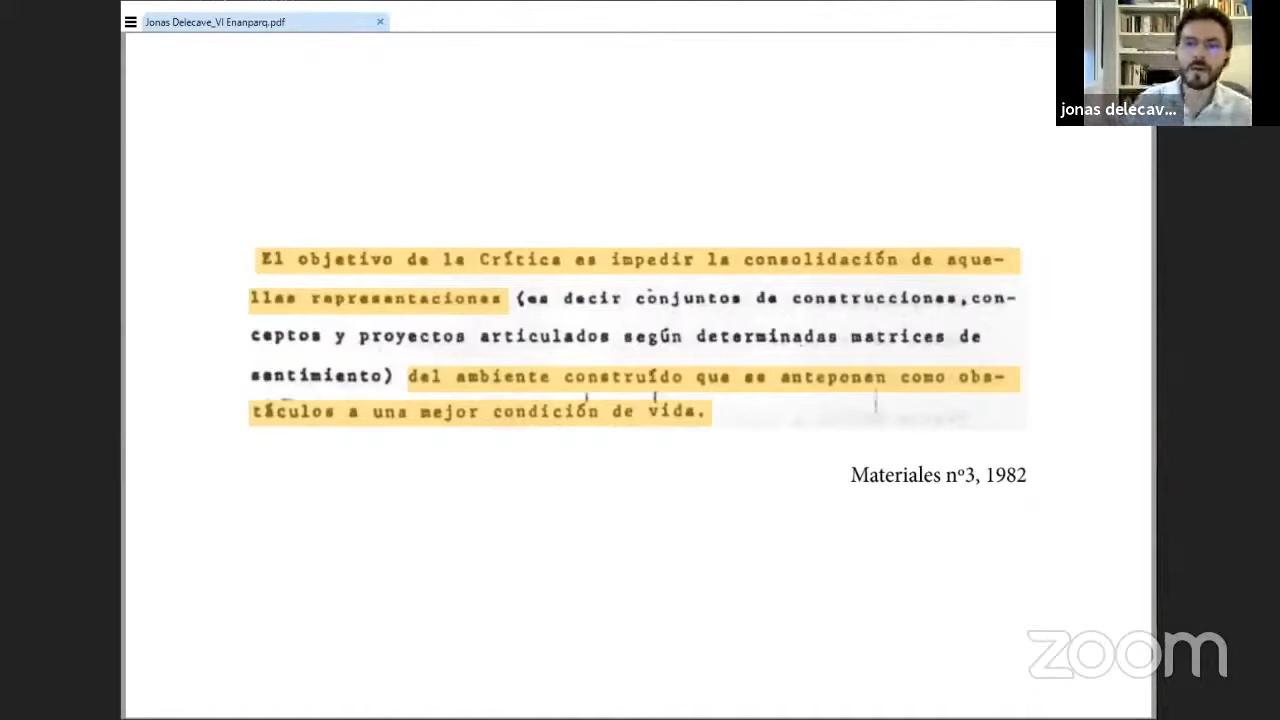 Jonas Delecave_VI Enanparq.pdf
jonas delecav...
El objetivo de la Crítica es impedir la consolidación de aque-
llas representaciones (es decir conjuntos de construcciones,con-
ceptos y proyectos articulados según determinadas matrices de
sentimiento) del ambiente construído que se anteponen como obs-
táculos a una mejor condición de vida.
Materiales nº3, 1982
zoom